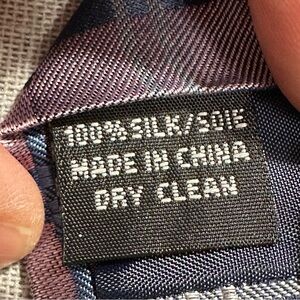 100% SILK/SOIE
MADE IN CHINA
DRY CLEAN